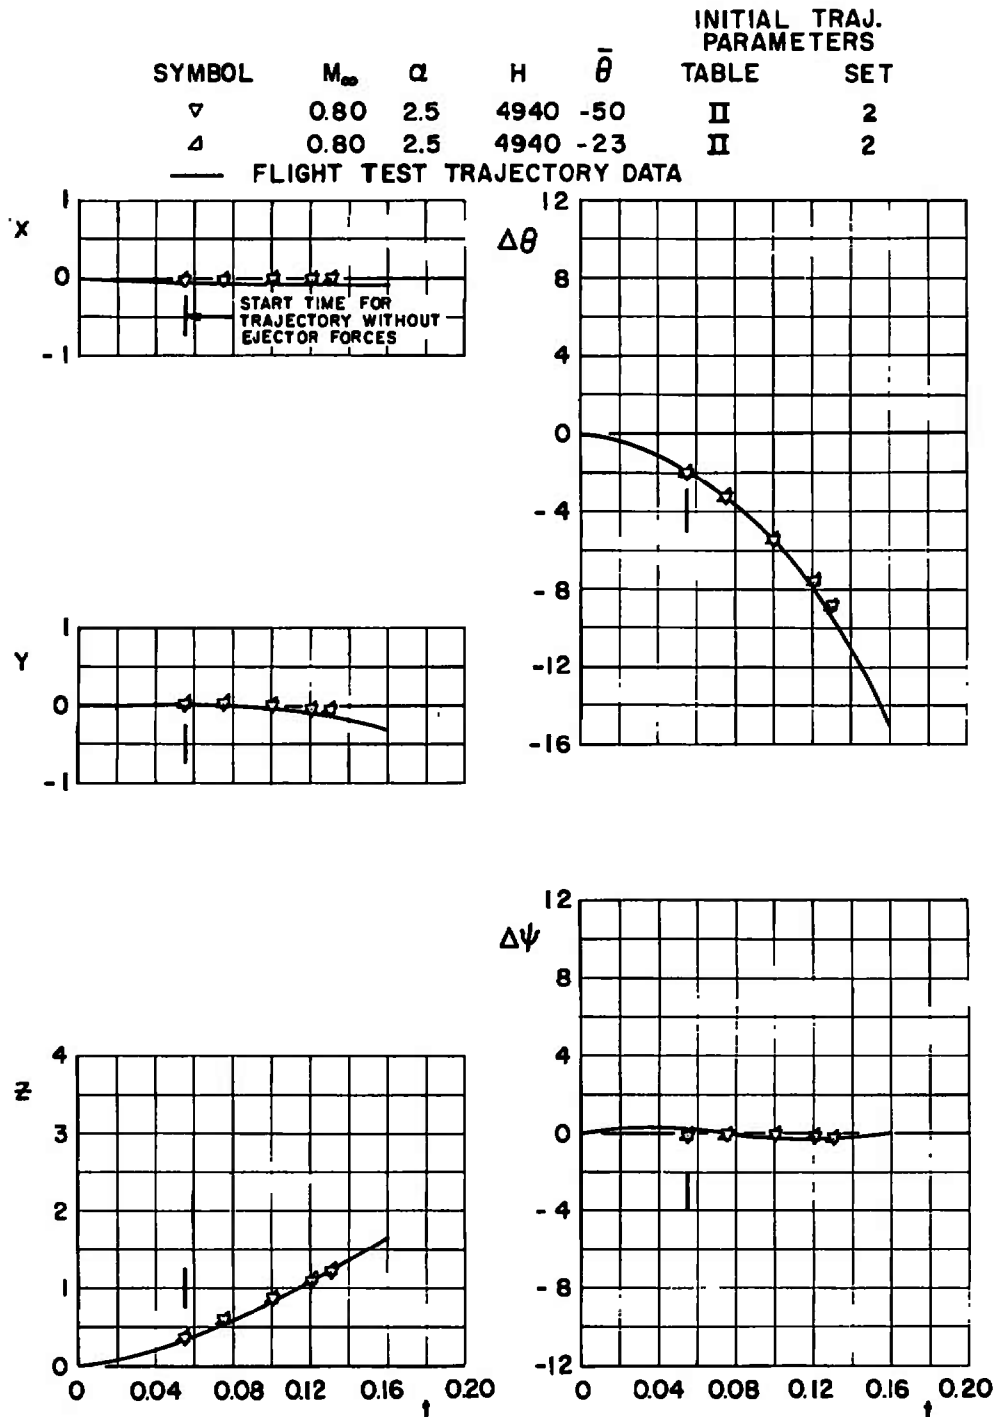 INITIAL TRAJ.
PARAMETERS
SYMBOL M∞ α H θ̄ TABLE SET
▽ 0.80 2.5 4940 -50 II 2
⊿ 0.80 2.5 4940 -23 II 2
FLIGHT TEST TRAJECTORY DATA
X
1
0
-1
START TIME FOR
TRAJECTORY WITHOUT
EJECTOR FORCES
Δθ
12
8
4
0
-4
-8
-12
-16
Y
1
0
-1
Δψ
12
8
4
0
-4
-8
-12
Z
4
3
2
1
0
0 0.04 0.08 0.12 0.16 0.20
t
0 0.04 0.08 0.12 0.16 0.20
t